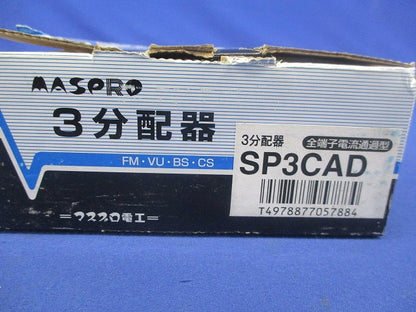 MASPRO
3分配器
FM・VU・BS・CS
3分配器 全端子電流通過型
SP3CAD
T4978877057884
=マスプロ電工=